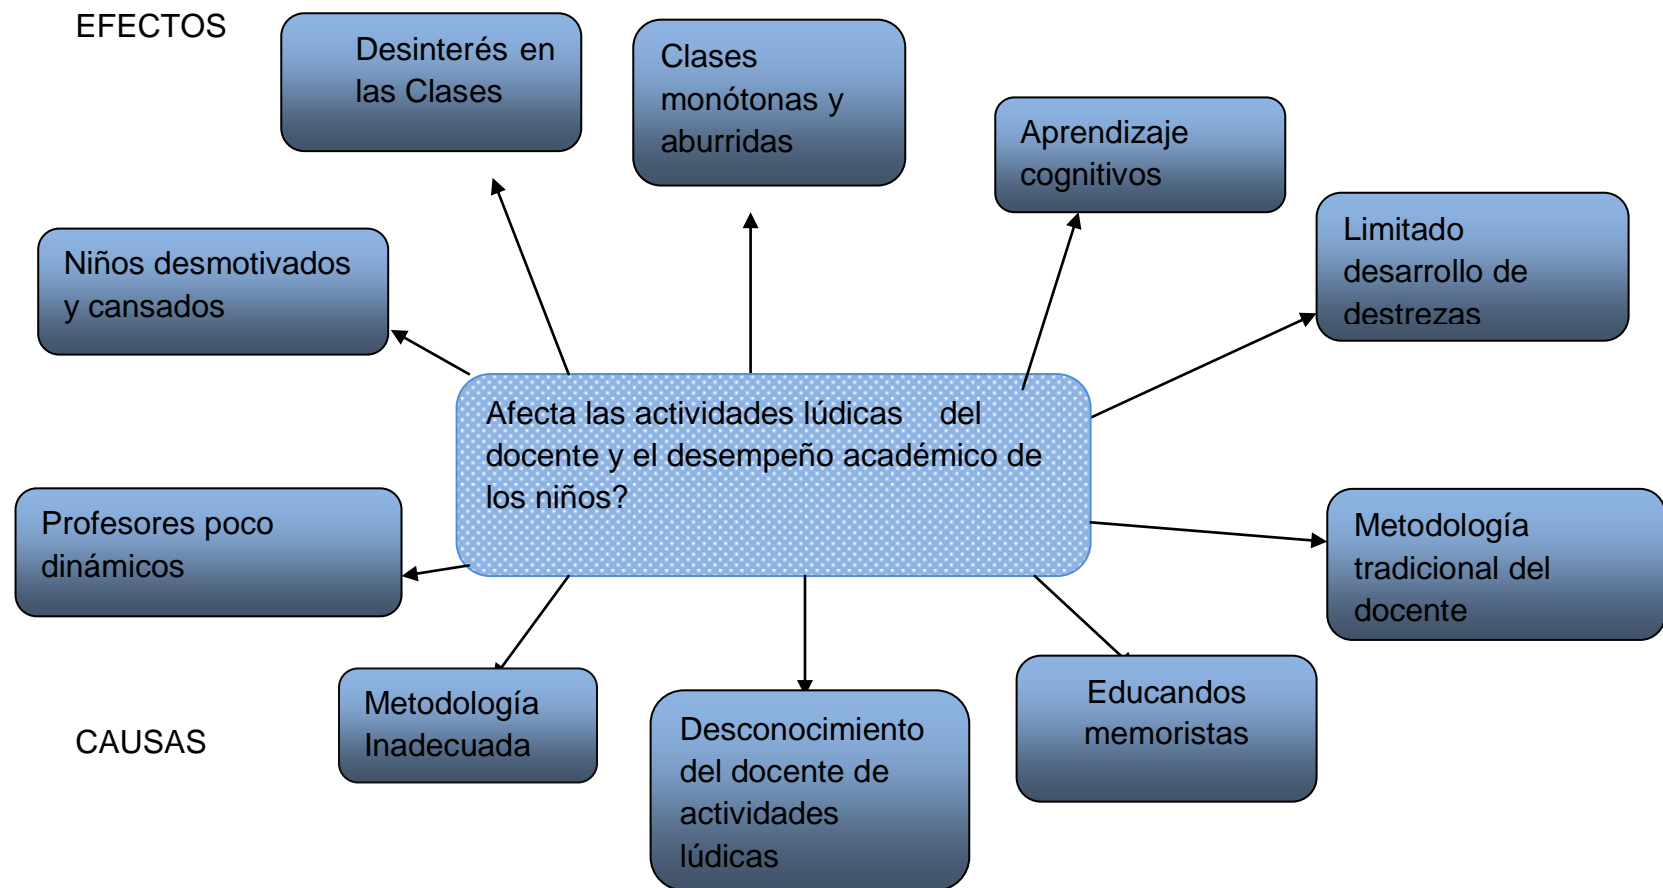 EFECTOS
Desinterés en
las Clases
Clases
monótonas y
aburridas
Aprendizaje
cognitivos
Limitado
desarrollo de
destrezas
Niños desmotivados
y cansados
Afecta las actividades lúdicas del
docente y el desempeño académico de
los niños?
Profesores poco
dinámicos
Metodología
tradicional del
docente
Metodología
Inadecuada
Desconocimiento
del docente de
actividades
lúdicas
Educandos
memoristas
CAUSAS